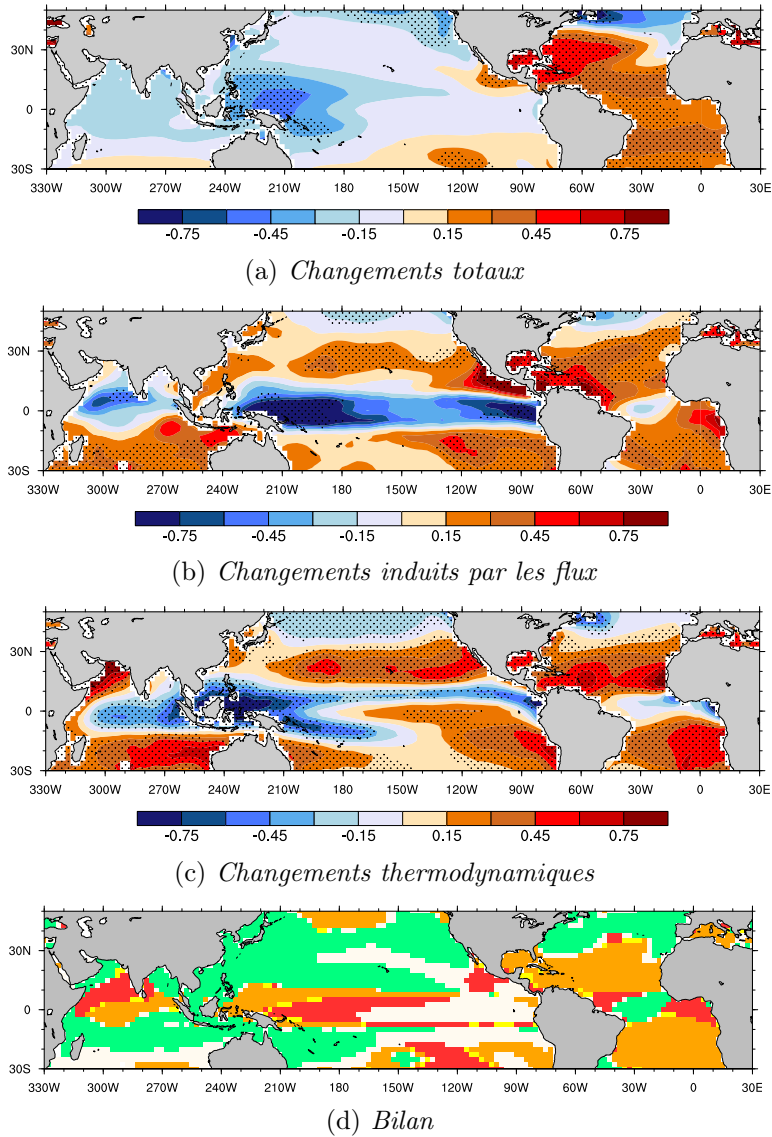 30N
0
30S
330W 300W 270W 240W 210W 180 150W 120W 90W 60W 30W 0 30E
-0.75 -0.45 -0.15 0.15 0.45 0.75
(a) Changements totaux
30N
0
30S
330W 300W 270W 240W 210W 180 150W 120W 90W 60W 30W 0 30E
-0.75 -0.45 -0.15 0.15 0.45 0.75
(b) Changements induits par les flux
30N
0
30S
330W 300W 270W 240W 210W 180 150W 120W 90W 60W 30W 0 30E
-0.75 -0.45 -0.15 0.15 0.45 0.75
(c) Changements thermodynamiques
30N
0
30S
330W 300W 270W 240W 210W 180 150W 120W 90W 60W 30W 0 30E
(d) Bilan